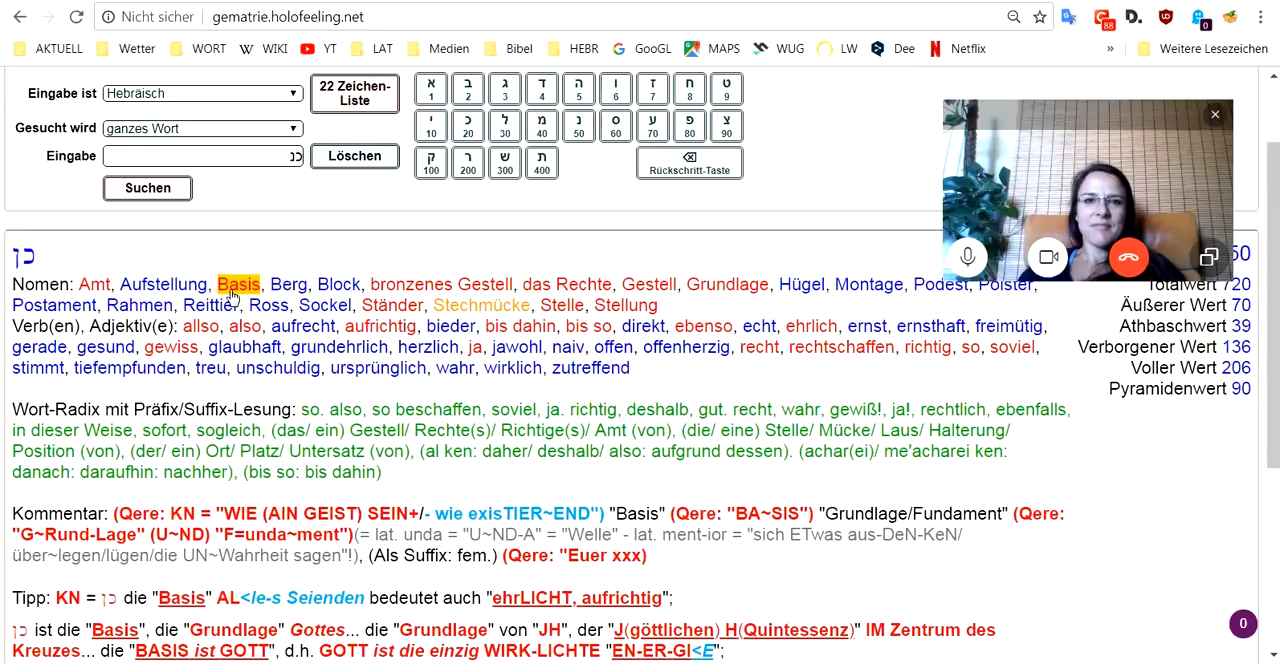 Nicht sicher | gematrie.holofeeling.net
88 D. 0
AKTUELL Wetter WORT W WIKI YT LAT Medien Bibel HEBR G GooGL MAPS WUG LW Dee N Netflix » Weitere Lesezeichen
Eingabe ist Hebräisch
22 Zeichen-Liste
א 1 ב 2 ג 3 ד 4 ה 5 ו 6 ז 7 ח 8 ט 9
Gesucht wird ganzes Wort
י 10 כ 20 ל 30 מ 40 נ 50 ס 60 ע 70 פ 80 צ 90
Eingabe כנ Löschen
ק 100 ר 200 ש 300 ת 400 Rückschritt-Taste
Suchen
כן 50
Nomen: Amt, Aufstellung, Basis, Berg, Block, bronzenes Gestell, das Rechte, Gestell, Grundlage, Hügel, Montage, Podest, Polster, Totalwert 720
Postament, Rahmen, Reittier, Ross, Sockel, Ständer, Stechmücke, Stelle, Stellung Äußerer Wert 70
Verb(en), Adjektiv(e): allso, also, aufrecht, aufrichtig, bieder, bis dahin, bis so, direkt, ebenso, echt, ehrlich, ernst, ernsthaft, freimütig, Athbaschwert 39
gerade, gesund, gewiss, glaubhaft, grundehrlich, herzlich, ja, jawohl, naiv, offen, offenherzig, recht, rechtschaffen, richtig, so, soviel, Verborgener Wert 136
stimmt, tiefempfunden, treu, unschuldig, ursprünglich, wahr, wirklich, zutreffend Voller Wert 206
Pyramidenwert 90
Wort-Radix mit Präfix/Suffix-Lesung: so. also, so beschaffen, soviel, ja. richtig, deshalb, gut. recht, wahr, gewiß!, ja!, rechtlich, ebenfalls,
in dieser Weise, sofort, sogleich, (das/ ein) Gestell/ Rechte(s)/ Richtige(s)/ Amt (von), (die/ eine) Stelle/ Mücke/ Laus/ Halterung/
Position (von), (der/ ein) Ort/ Platz/ Untersatz (von), (al ken: daher/ deshalb/ also: aufgrund dessen). (achar(ei)/ me'acharei ken:
danach: daraufhin: nachher), (bis so: bis dahin)
Kommentar: (Qere: KN = "WIE (AIN GEIST) SEIN+/- wie exisTIER~END") "Basis" (Qere: "BA~SIS") "Grundlage/Fundament" (Qere:
"G~Rund-Lage" (U~ND) "F=unda~ment")(= lat. unda = "U~ND-A" = "Welle" - lat. ment-ior = "sich ETwas aus-DeN-KeN/
über~legen/lügen/die UN~Wahrheit sagen"!), (Als Suffix: fem.) (Qere: "Euer xxx)
Tipp: KN = כן die "Basis" AL<le-s Seienden bedeutet auch "ehrLICHT, aufrichtig";
כן ist die "Basis", die "Grundlage" Gottes... die "Grundlage" von "JH", der "J(göttlichen) H(Quintessenz)" IM Zentrum des
Kreuzes... die "BASIS ist GOTT", d.h. GOTT ist die einzig WIRK-LICHTE "EN-ER-GI<E";
0